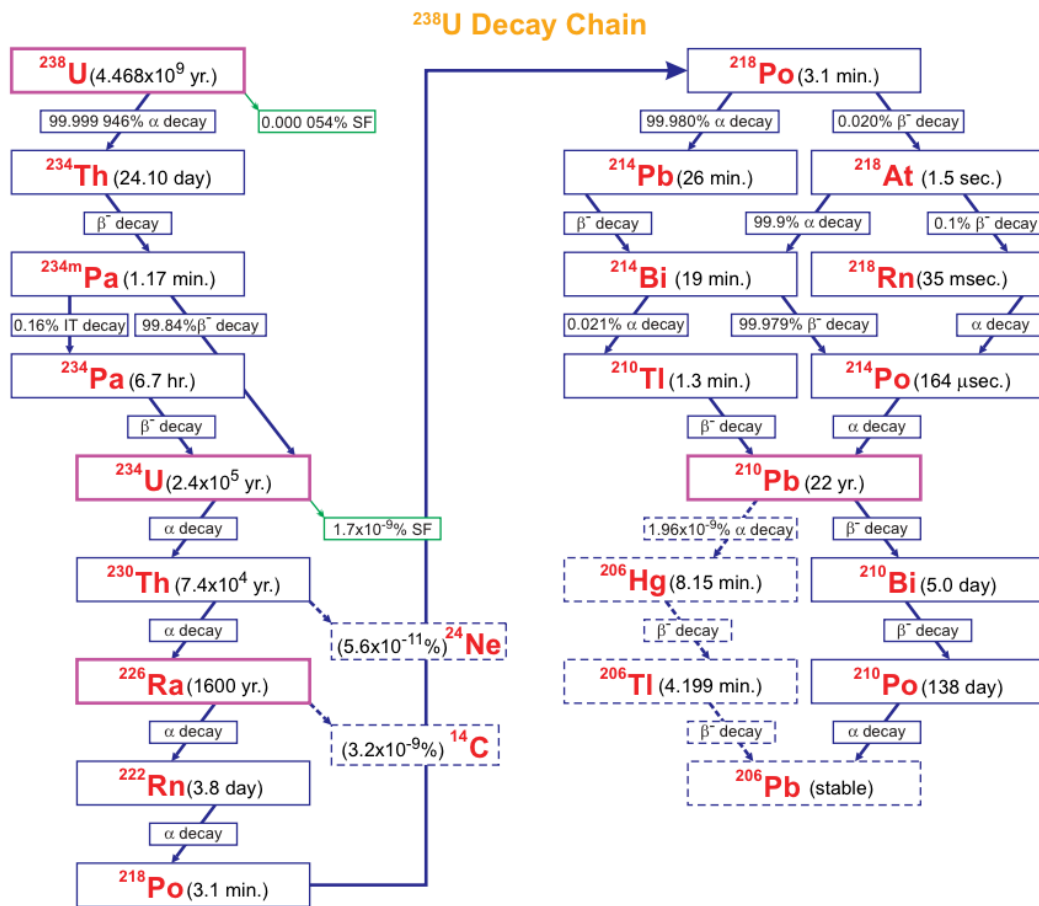 ²³⁸U Decay Chain
²³⁸U (4.468x10⁹ yr.)
99.999 946% α decay
0.000 054% SF
²³⁴Th (24.10 day)
β⁻ decay
²³⁴ᵐPa (1.17 min.)
0.16% IT decay
99.84%β⁻ decay
²³⁴Pa (6.7 hr.)
β⁻ decay
²³⁴U (2.4x10⁵ yr.)
α decay
1.7x10⁻⁹% SF
²³⁰Th (7.4x10⁴ yr.)
α decay
(5.6x10⁻¹¹%) ²⁴Ne
²²⁶Ra (1600 yr.)
α decay
(3.2x10⁻⁹%) ¹⁴C
²²²Rn (3.8 day)
α decay
²¹⁸Po (3.1 min.)
²¹⁸Po (3.1 min.)
99.980% α decay
0.020% β⁻ decay
²¹⁴Pb (26 min.)
²¹⁸At (1.5 sec.)
β⁻ decay
99.9% α decay
0.1% β⁻ decay
²¹⁴Bi (19 min.)
²¹⁸Rn (35 msec.)
0.021% α decay
99.979% β⁻ decay
α decay
²¹⁰Tl (1.3 min.)
²¹⁴Po (164 μsec.)
β⁻ decay
α decay
²¹⁰Pb (22 yr.)
1.96x10⁻⁹% α decay
β⁻ decay
²⁰⁶Hg (8.15 min.)
²¹⁰Bi (5.0 day)
β⁻ decay
β⁻ decay
²⁰⁶Tl (4.199 min.)
²¹⁰Po (138 day)
β⁻ decay
α decay
²⁰⁶Pb (stable)